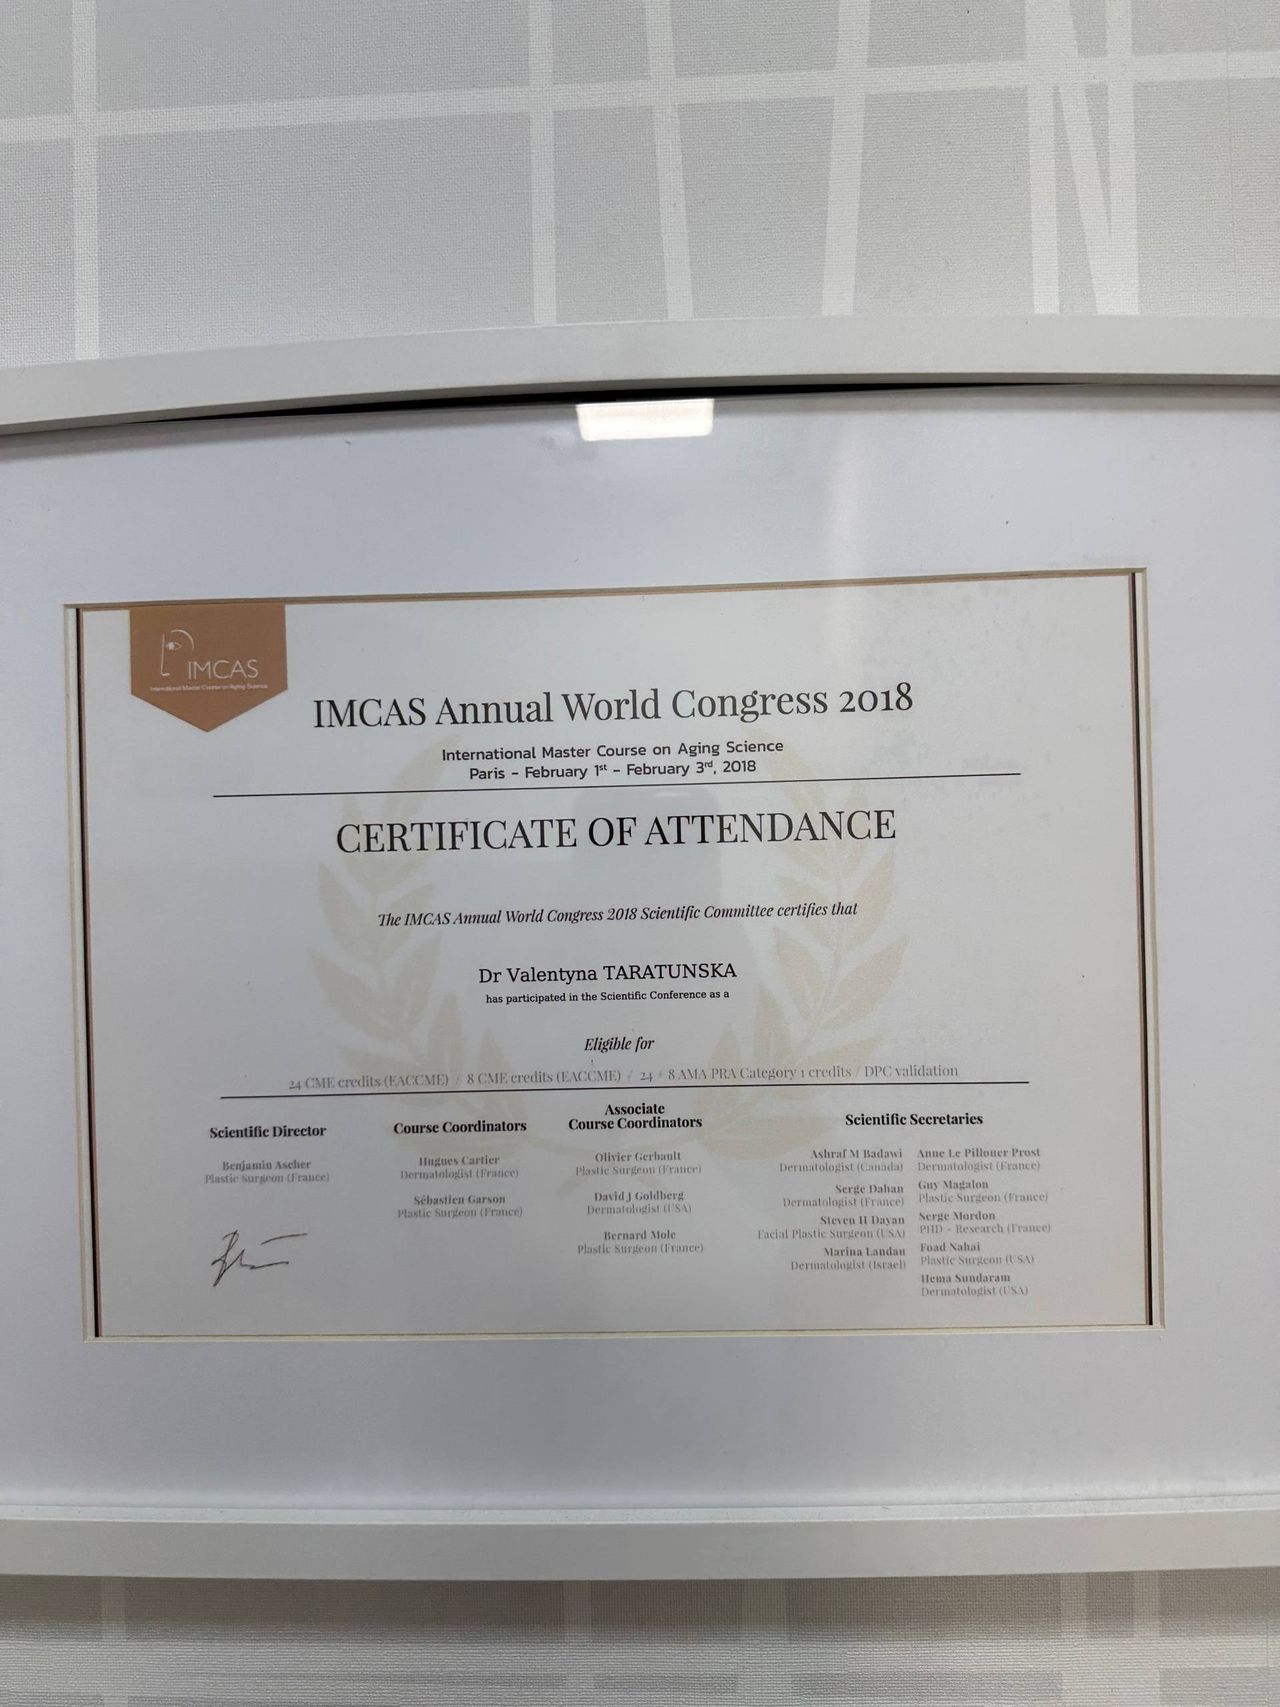 IMCAS
International Master Course on Aging Science
IMCAS Annual World Congress 2018
International Master Course on Aging Science
Paris - February 1st - February 3rd, 2018
CERTIFICATE OF ATTENDANCE
The IMCAS Annual World Congress 2018 Scientific Committee certifies that
Dr Valentyna TARATUNSKA
has participated in the Scientific Conference as a
Eligible for
24 CME credits (EACCME) / 8 CME credits (EACCME) / 24 + 8 AMA PRA Category 1 credits / DPC validation
Scientific Director
Benjamin Ascher
Plastic Surgeon (France)
Course Coordinators
Hugues Cartier
Dermatologist (France)
Sébastien Garson
Plastic Surgeon (France)
Associate
Course Coordinators
Olivier Gerbault
Plastic Surgeon (France)
David J Goldberg
Dermatologist (USA)
Bernard Mole
Plastic Surgeon (France)
Scientific Secretaries
Ashraf M Badawi
Dermatologist (Canada)
Serge Dahan
Dermatologist (France)
Steven H Dayan
Facial Plastic Surgeon (USA)
Marina Landau
Dermatologist (Israel)
Anne Le Pillouer Prost
Dermatologist (France)
Guy Magalon
Plastic Surgeon (France)
Serge Mordon
PHD - Research (France)
Foad Nahai
Plastic Surgeon (USA)
Hema Sundaram
Dermatologist (USA)